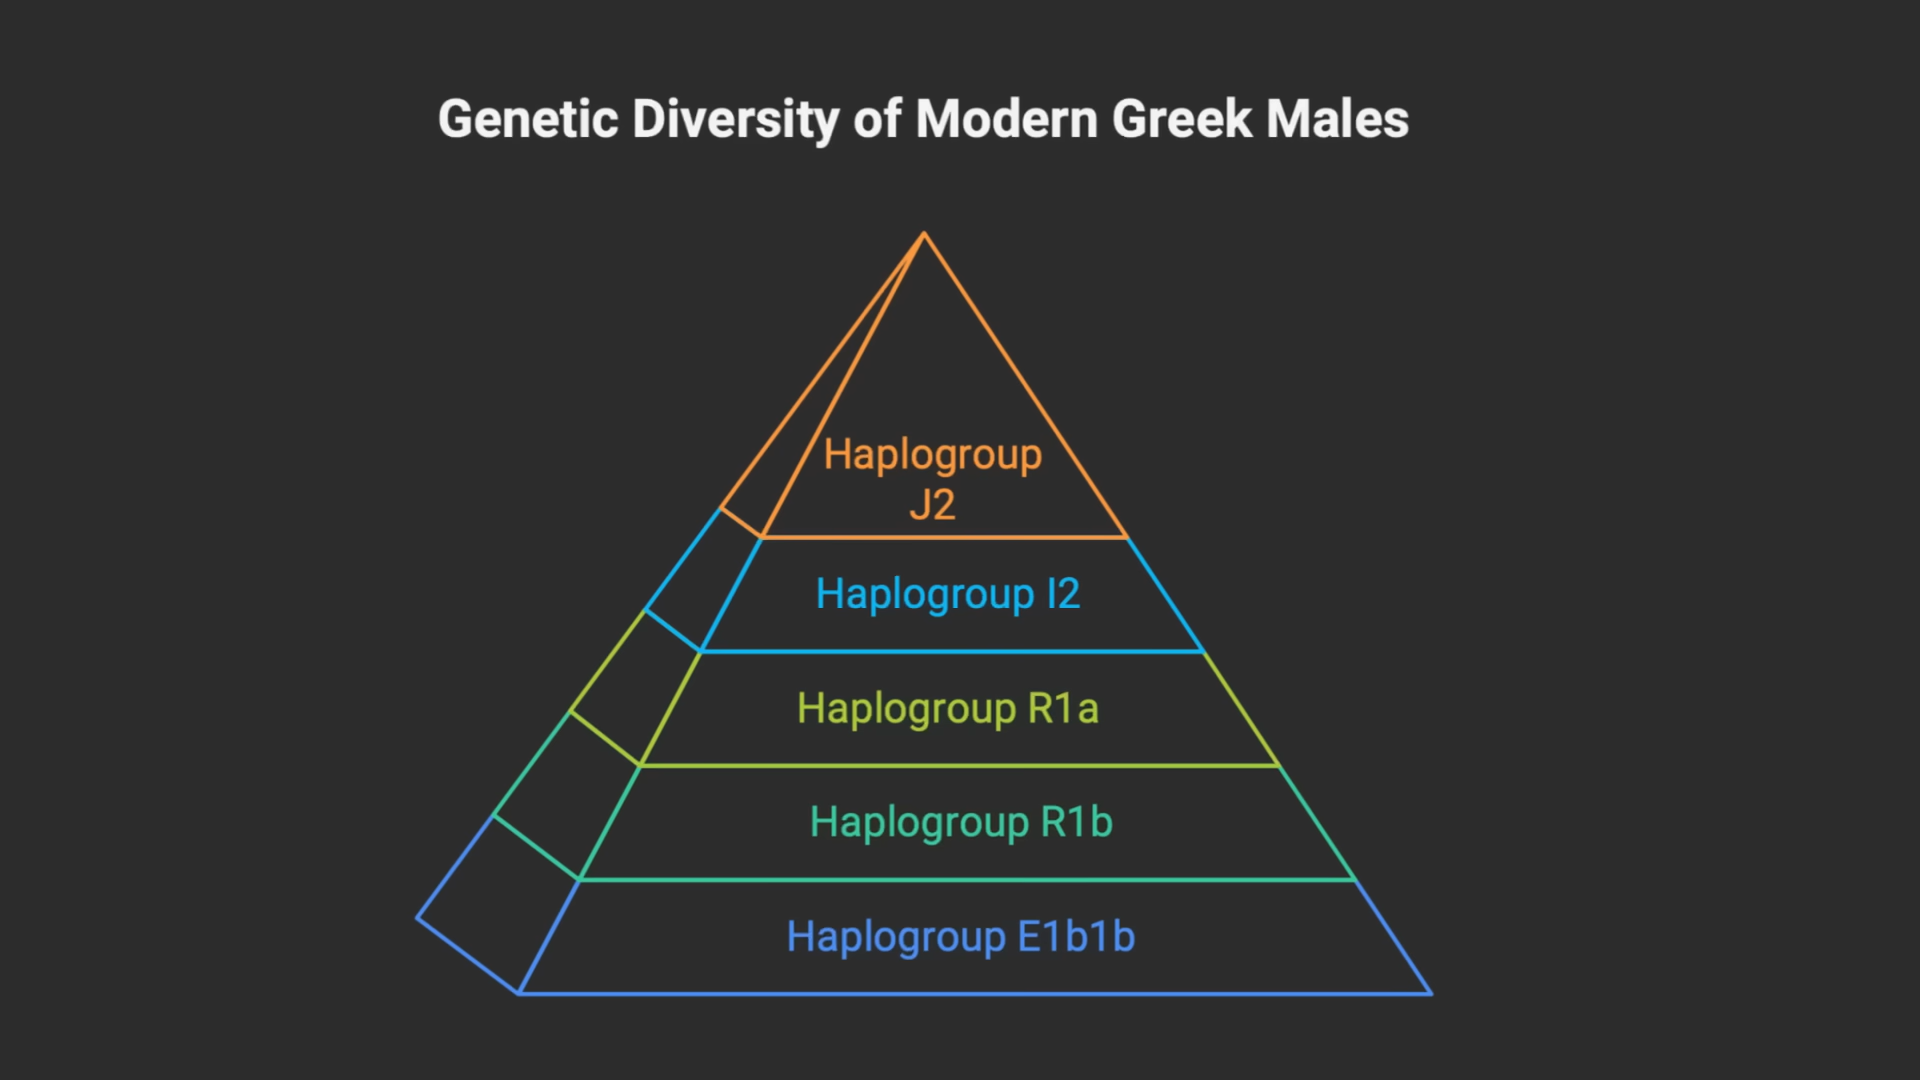 Genetic Diversity of Modern Greek Males
Haplogroup
J2
Haplogroup I2
Haplogroup R1a
Haplogroup R1b
Haplogroup E1b1b